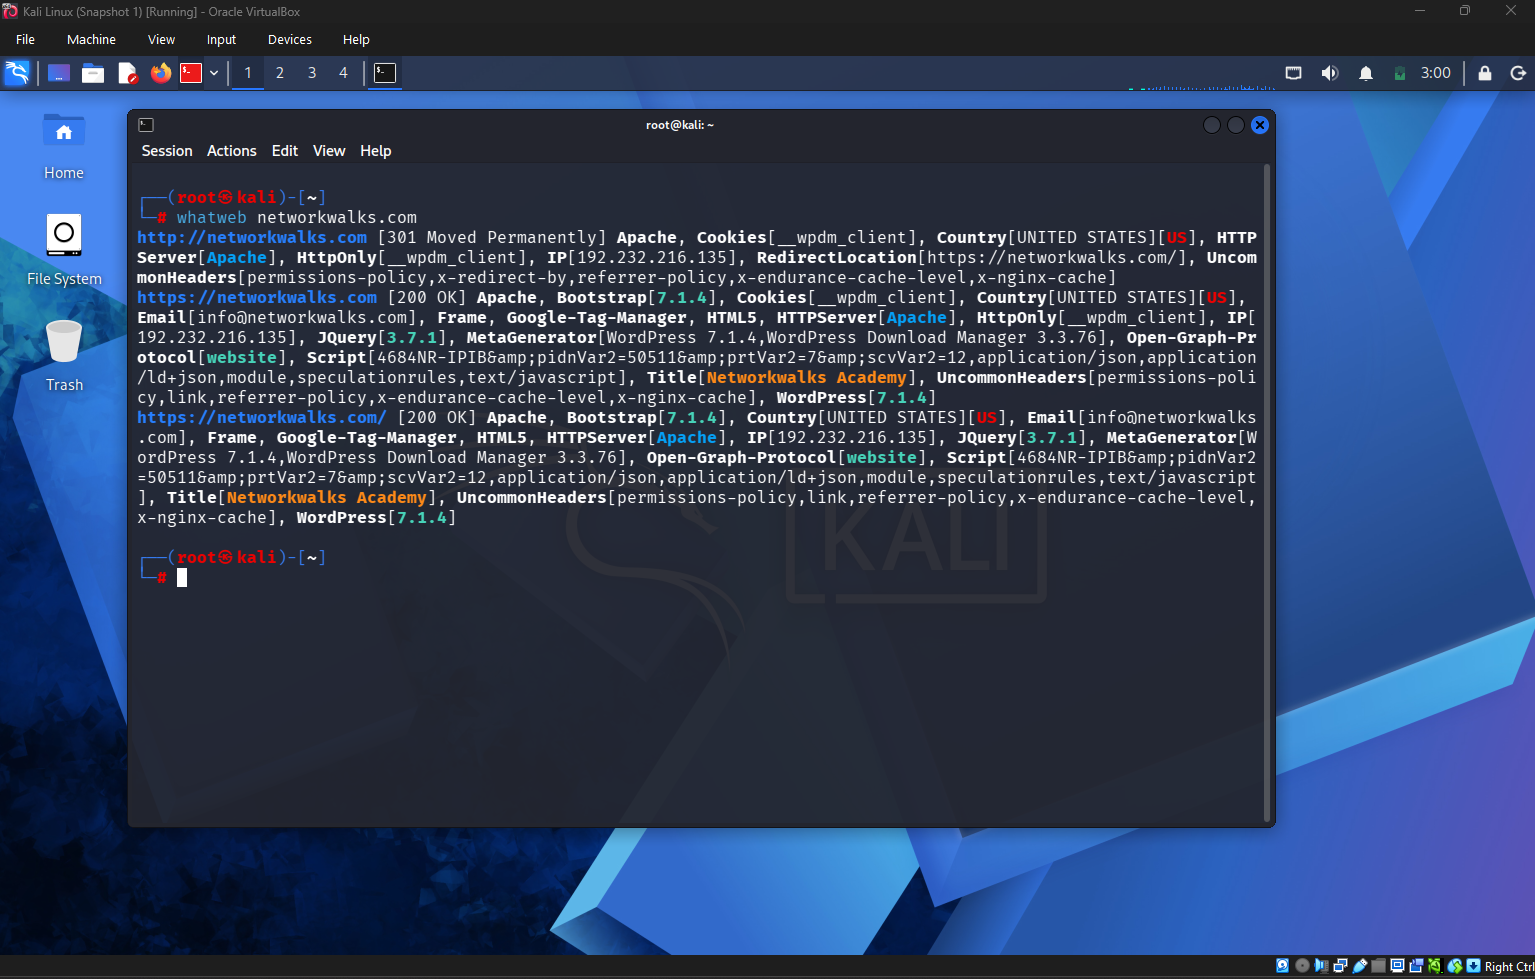 Kali Linux (Snapshot 1) [Running] - Oracle VirtualBox
File Machine View Input Devices Help
1 2 3 4
3:00
Home
File System
Trash
root@kali: ~
Session Actions Edit View Help
┌──(root㉿kali)-[~]
└─# whatweb networkwalks.com
http://networkwalks.com [301 Moved Permanently] Apache, Cookies[__wpdm_client], Country[UNITED STATES][US], HTTP
Server[Apache], HttpOnly[__wpdm_client], IP[192.232.216.135], RedirectLocation[https://networkwalks.com/], Uncom
monHeaders[permissions-policy,x-redirect-by,referrer-policy,x-endurance-cache-level,x-nginx-cache]
https://networkwalks.com [200 OK] Apache, Bootstrap[7.1.4], Cookies[__wpdm_client], Country[UNITED STATES][US],
Email[info@networkwalks.com], Frame, Google-Tag-Manager, HTML5, HTTPServer[Apache], HttpOnly[__wpdm_client], IP[
192.232.216.135], JQuery[3.7.1], MetaGenerator[WordPress 7.1.4,WordPress Download Manager 3.3.76], Open-Graph-Pr
otocol[website], Script[4684NR-IPIB&amp;pidnVar2=50511&amp;prtVar2=7&amp;scvVar2=12,application/json,application
/ld+json,module,speculationrules,text/javascript], Title[Networkwalks Academy], UncommonHeaders[permissions-poli
cy,link,referrer-policy,x-endurance-cache-level,x-nginx-cache], WordPress[7.1.4]
https://networkwalks.com/ [200 OK] Apache, Bootstrap[7.1.4], Country[UNITED STATES][US], Email[info@networkwalks
.com], Frame, Google-Tag-Manager, HTML5, HTTPServer[Apache], IP[192.232.216.135], JQuery[3.7.1], MetaGenerator[W
ordPress 7.1.4,WordPress Download Manager 3.3.76], Open-Graph-Protocol[website], Script[4684NR-IPIB&amp;pidnVar2
=50511&amp;prtVar2=7&amp;scvVar2=12,application/json,application/ld+json,module,speculationrules,text/javascript
], Title[Networkwalks Academy], UncommonHeaders[permissions-policy,link,referrer-policy,x-endurance-cache-level,
x-nginx-cache], WordPress[7.1.4]
┌──(root㉿kali)-[~]
└─#
KALI
Right Ctrl